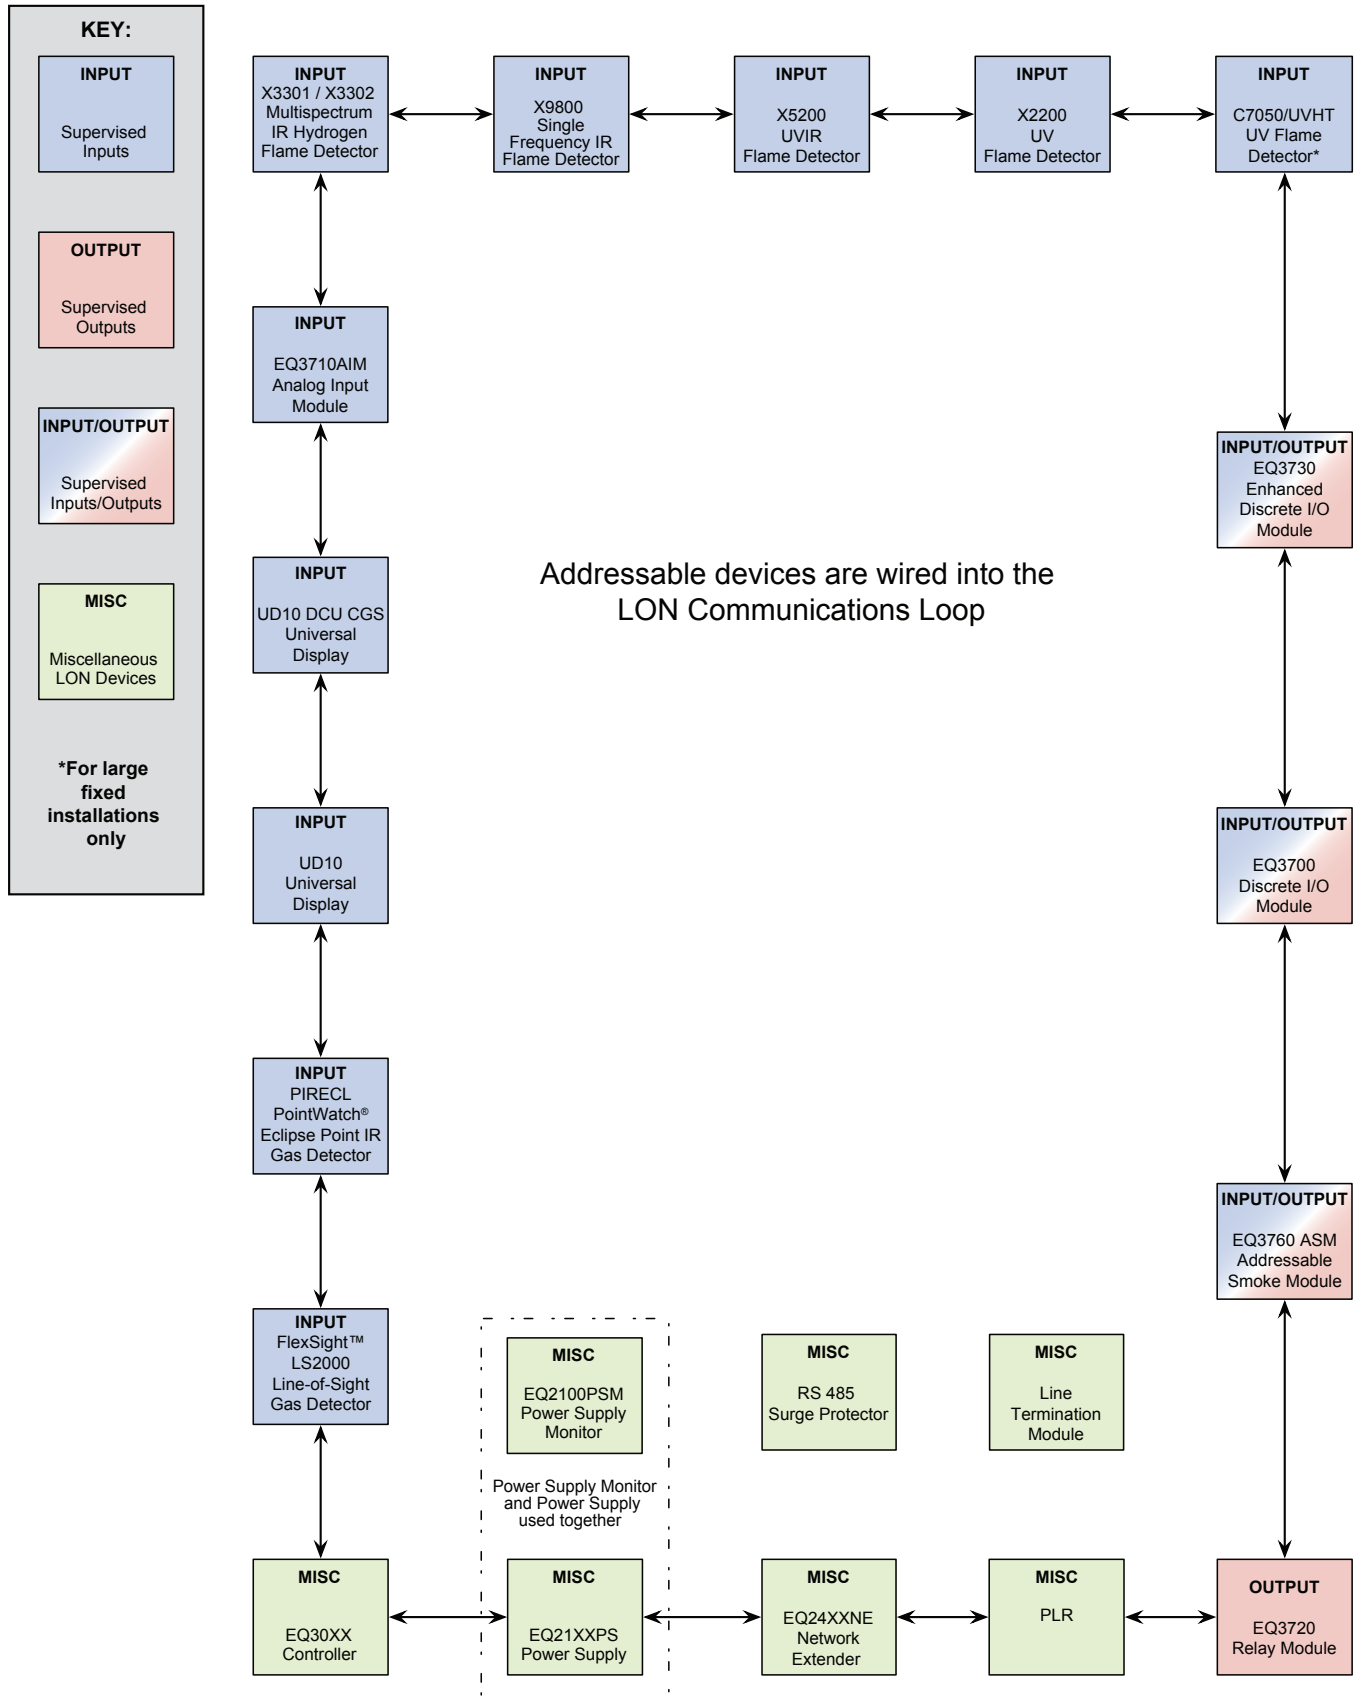 KEY:
INPUT
Supervised
Inputs
OUTPUT
Supervised
Outputs
INPUT/OUTPUT
Supervised
Inputs/Outputs
MISC
Miscellaneous
LON Devices
*For large
fixed
installations
only
INPUT
X3301 / X3302
Multispectrum
IR Hydrogen
Flame Detector
INPUT
X9800
Single
Frequency IR
Flame Detector
INPUT
X5200
UVIR
Flame Detector
INPUT
X2200
UV
Flame Detector
INPUT
C7050/UVHT
UV Flame
Detector*
INPUT
EQ3710AIM
Analog Input
Module
INPUT
UD10 DCU CGS
Universal
Display
INPUT
UD10
Universal
Display
INPUT
PIRECL
PointWatch®
Eclipse Point IR
Gas Detector
INPUT
FlexSight™
LS2000
Line-of-Sight
Gas Detector
Addressable devices are wired into the
LON Communications Loop
INPUT/OUTPUT
EQ3730
Enhanced
Discrete I/O
Module
INPUT/OUTPUT
EQ3700
Discrete I/O
Module
INPUT/OUTPUT
EQ3760 ASM
Addressable
Smoke Module
MISC
EQ2100PSM
Power Supply
Monitor
Power Supply Monitor
and Power Supply
used together
MISC
RS 485
Surge Protector
MISC
Line
Termination
Module
MISC
EQ30XX
Controller
MISC
EQ21XXPS
Power Supply
MISC
EQ24XXNE
Network
Extender
MISC
PLR
OUTPUT
EQ3720
Relay Module